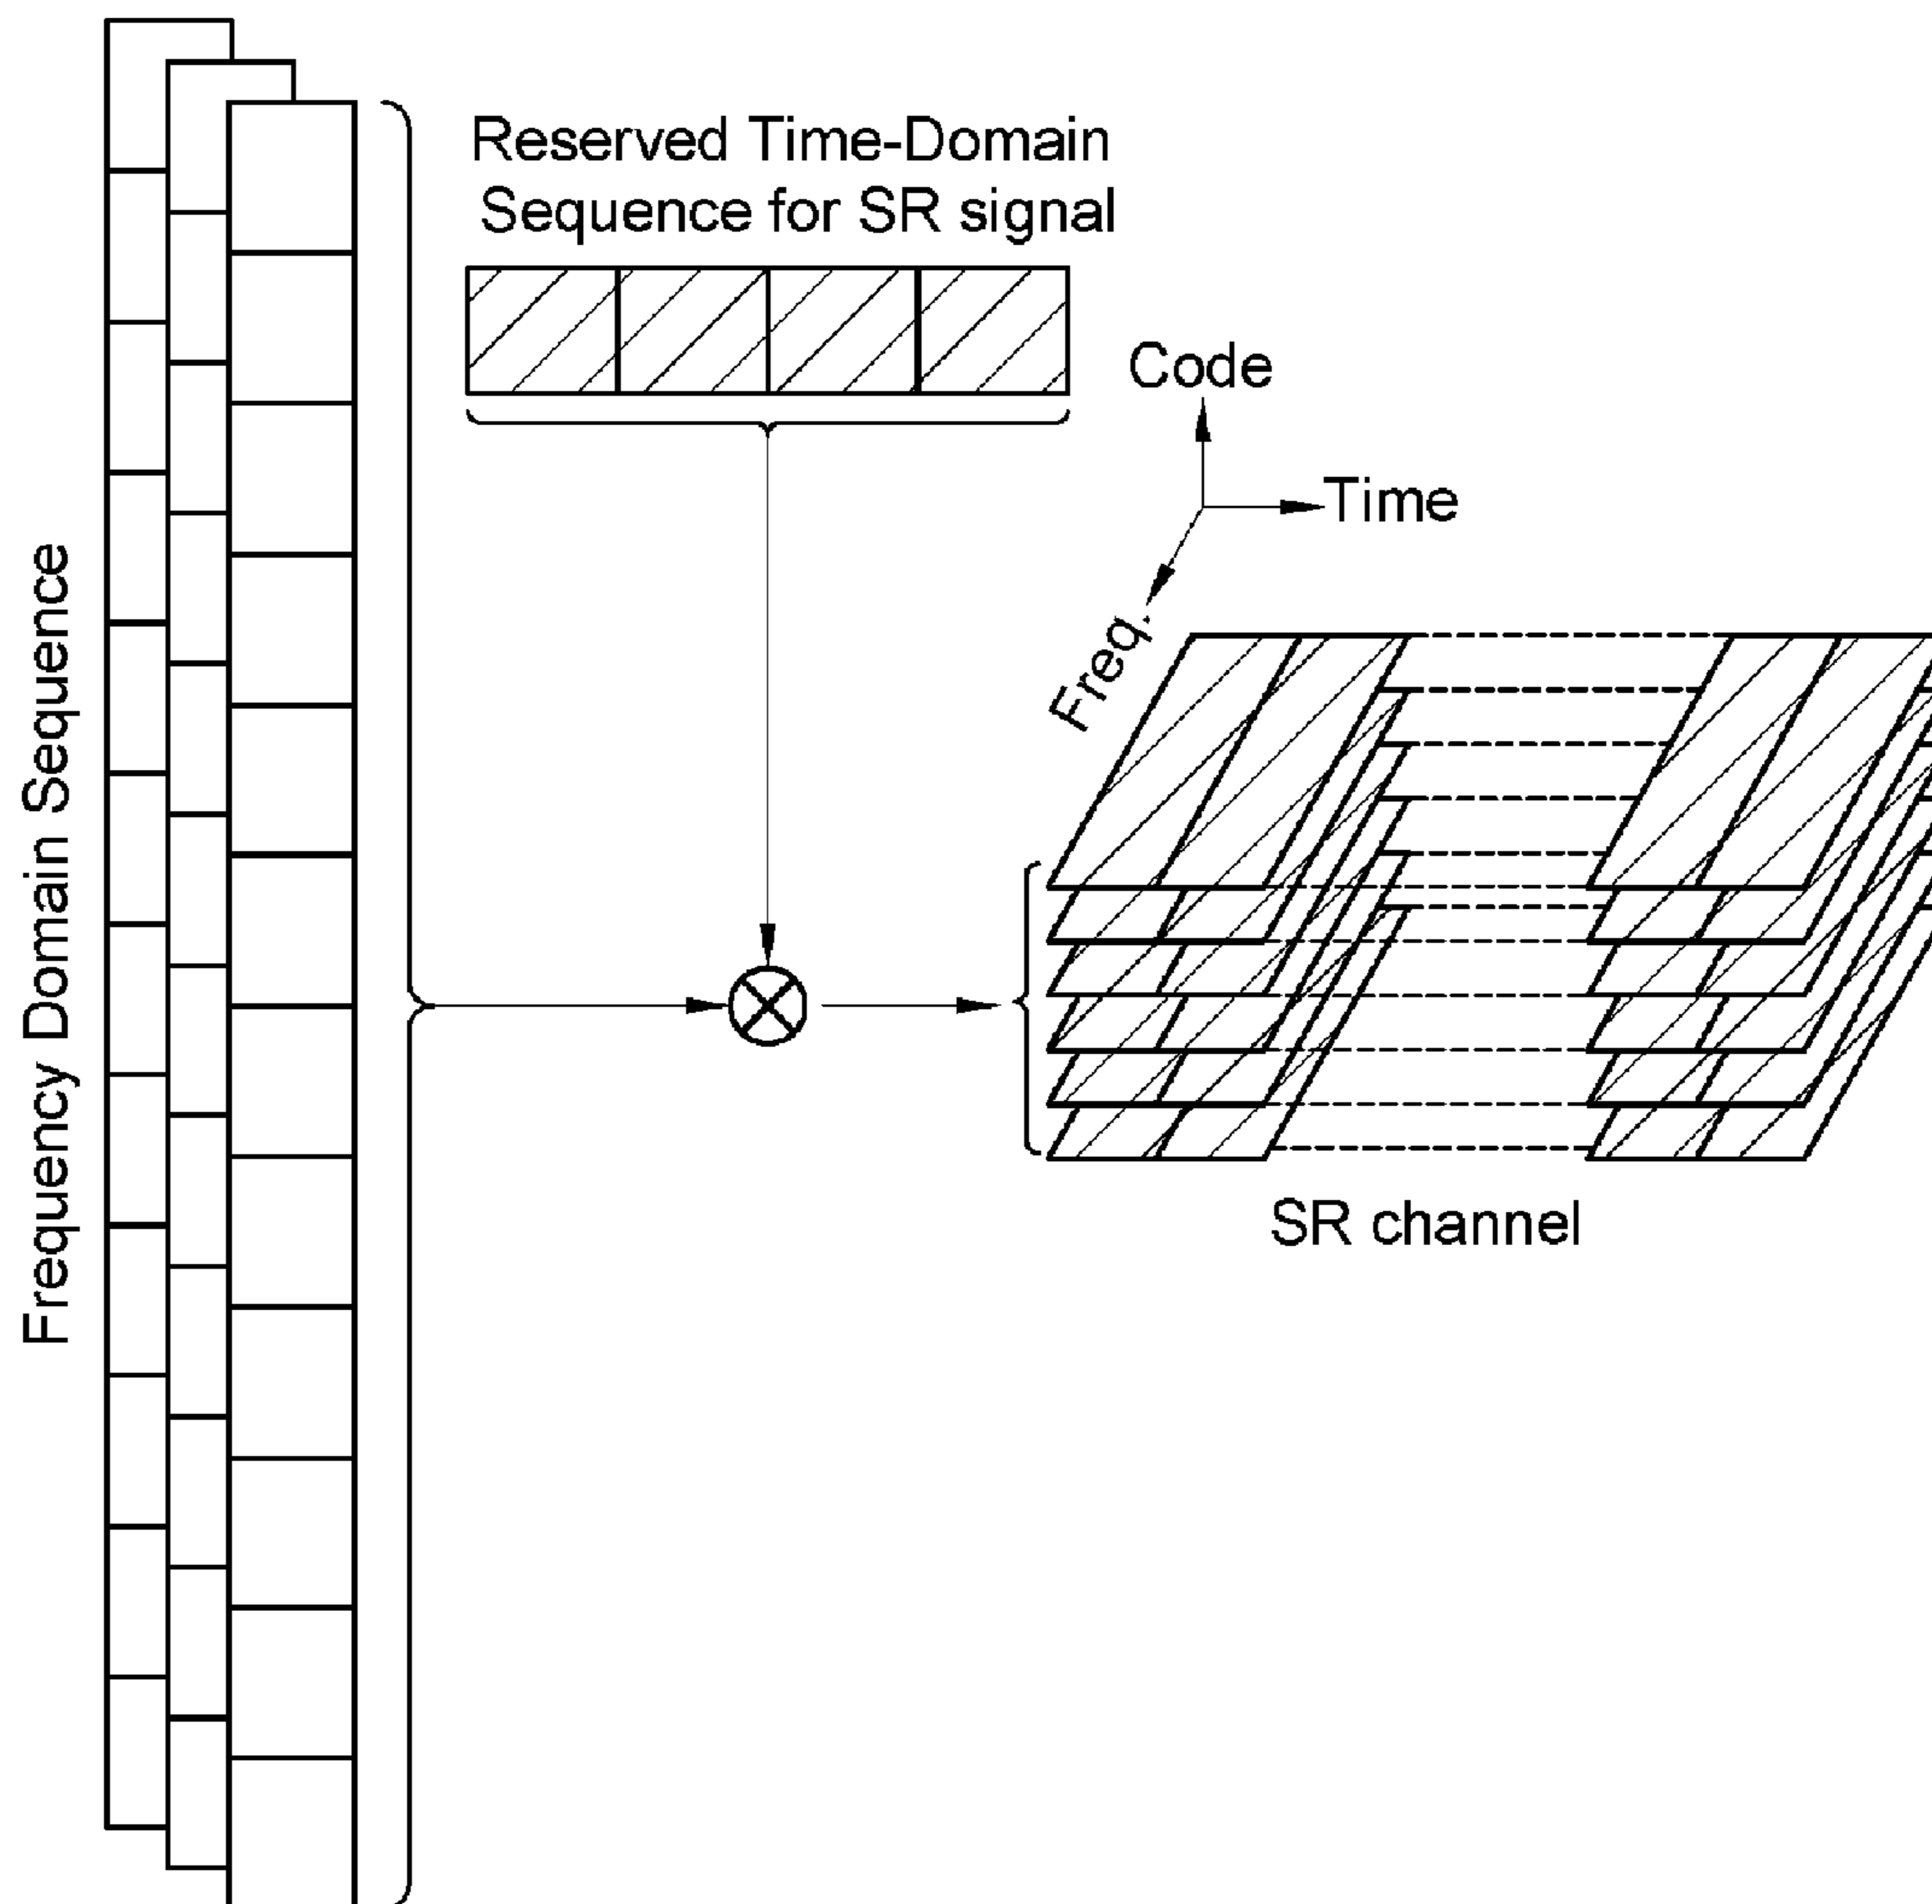 Frequency Domain Sequence
Reserved Time-Domain
Sequence for SR signal
Code
Time
Freq.
SR channel